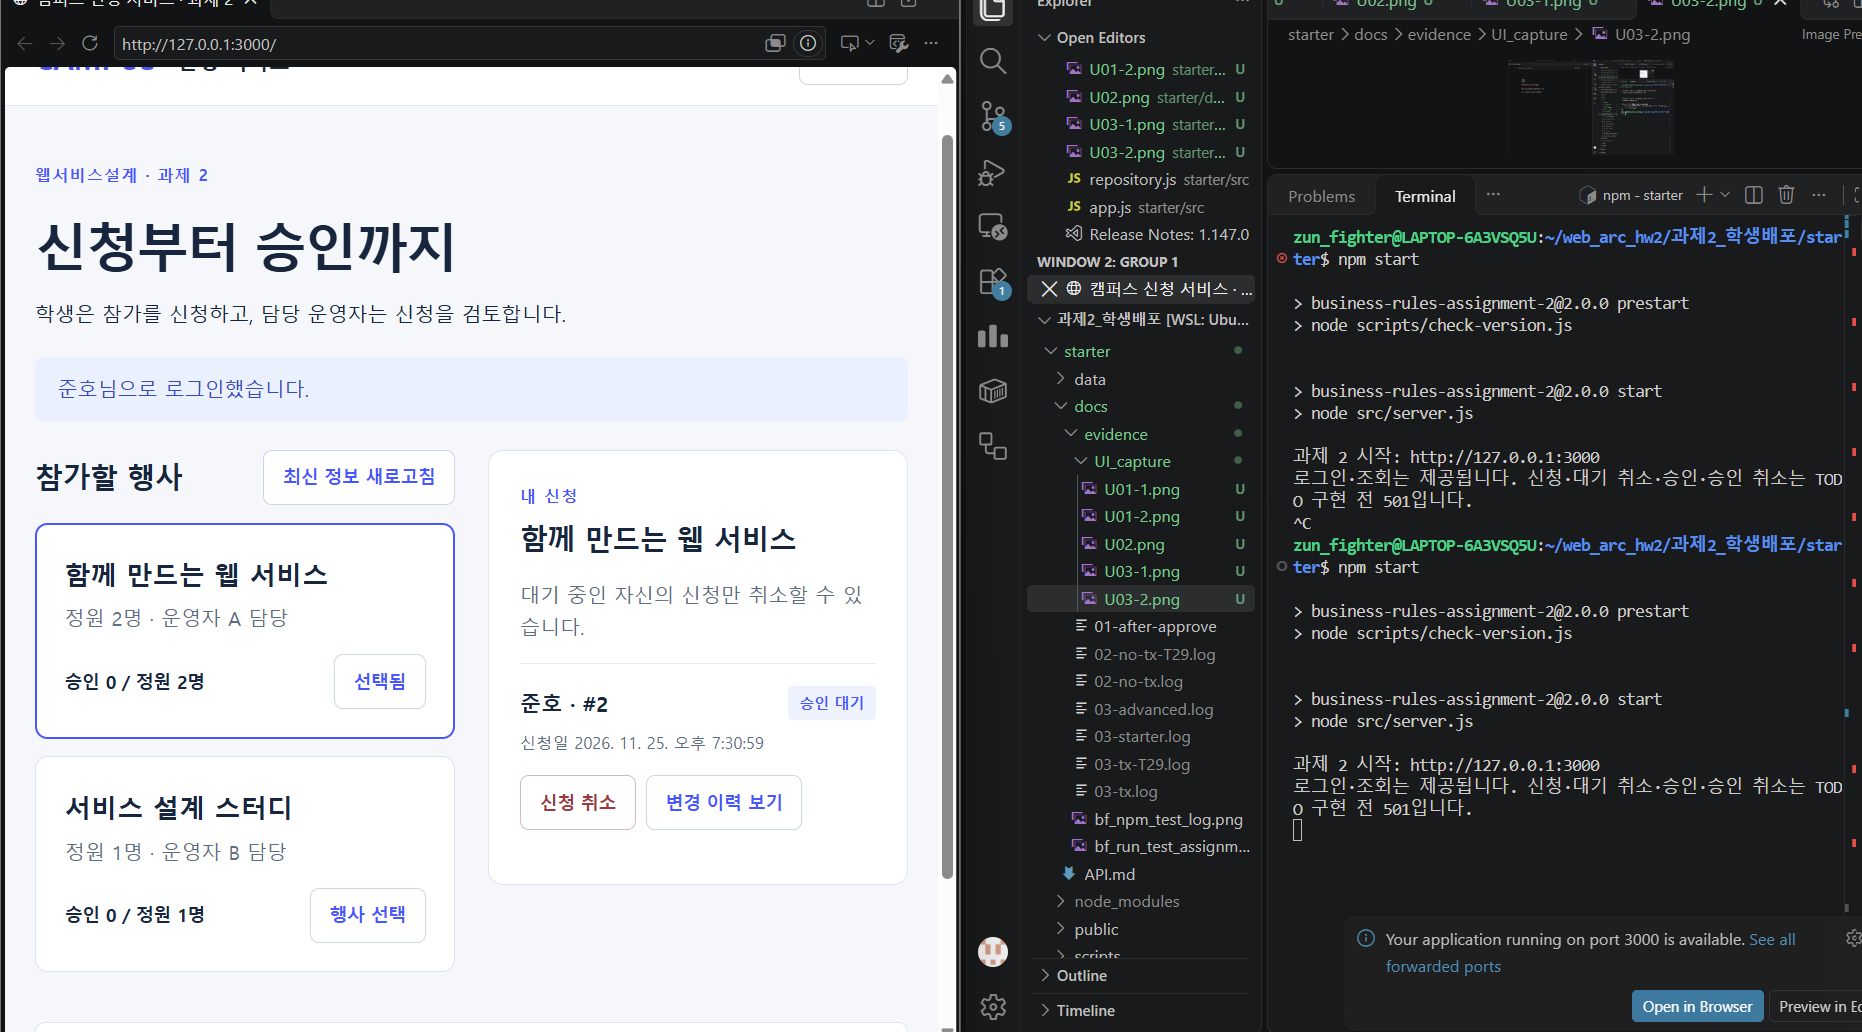 http://127.0.0.1:3000/
웹서비스설계 · 과제 2
신청부터 승인까지
학생은 참가를 신청하고, 담당 운영자는 신청을 검토합니다.
준호님으로 로그인했습니다.
참가할 행사
최신 정보 새로고침
함께 만드는 웹 서비스
정원 2명 · 운영자 A 담당
승인 0 / 정원 2명
선택됨
서비스 설계 스터디
정원 1명 · 운영자 B 담당
승인 0 / 정원 1명
행사 선택
내 신청
함께 만드는 웹 서비스
대기 중인 자신의 신청만 취소할 수 있
습니다.
준호 · #2
승인 대기
신청일 2026. 11. 25. 오후 7:30:59
신청 취소
변경 이력 보기
5
1
Explorer
Open Editors
U01-2.png starter... U
U02.png starter/d... U
U03-1.png starter... U
U03-2.png starter... U
JS repository.js starter/src
JS app.js starter/src
Release Notes: 1.147.0
WINDOW 2: GROUP 1
캠퍼스 신청 서비스 · ...
과제2_학생배포 [WSL: Ubu...
starter
data
docs
evidence
UI_capture
U01-1.png U
U01-2.png U
U02.png U
U03-1.png U
U03-2.png U
01-after-approve
02-no-tx-T29.log
02-no-tx.log
03-advanced.log
03-starter.log
03-tx-T29.log
03-tx.log
bf_npm_test_log.png
bf_run_test_assignm...
API.md
node_modules
public
scripts
Outline
Timeline
U02.png U
U03-1.png U
U03-2.png U
starter > docs > evidence > UI_capture > U03-2.png
Image Pre
Problems
Terminal
npm - starter
zun_fighter@LAPTOP-6A3VSQ5U:~/web_arc_hw2/과제2_학생배포/star
ter$ npm start
> business-rules-assignment-2@2.0.0 prestart
> node scripts/check-version.js
> business-rules-assignment-2@2.0.0 start
> node src/server.js
과제 2 시작: http://127.0.0.1:3000
로그인·조회는 제공됩니다. 신청·대기 취소·승인·승인 취소는 TOD
O 구현 전 501입니다.
^C
zun_fighter@LAPTOP-6A3VSQ5U:~/web_arc_hw2/과제2_학생배포/star
ter$ npm start
> business-rules-assignment-2@2.0.0 prestart
> node scripts/check-version.js
> business-rules-assignment-2@2.0.0 start
> node src/server.js
과제 2 시작: http://127.0.0.1:3000
로그인·조회는 제공됩니다. 신청·대기 취소·승인·승인 취소는 TOD
O 구현 전 501입니다.
Your application running on port 3000 is available. See all
forwarded ports
Open in Browser
Preview in Ed